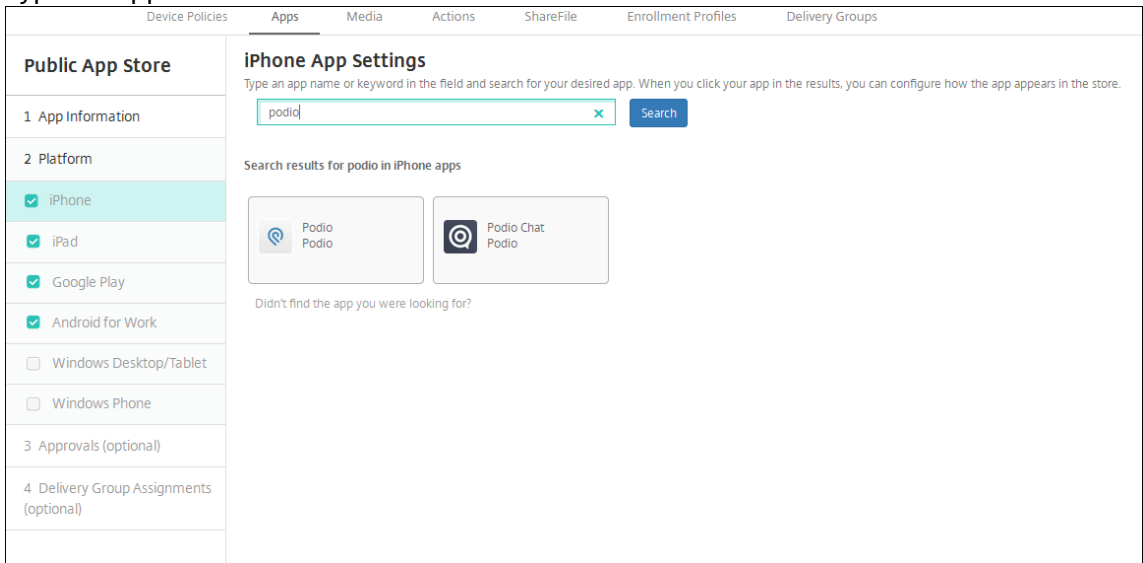 Device Policies Apps Media Actions ShareFile Enrollment Profiles Delivery Groups
Public App Store
1 App Information
2 Platform
iPhone
iPad
Google Play
Android for Work
Windows Desktop/Tablet
Windows Phone
3 Approvals (optional)
4 Delivery Group Assignments
(optional)
iPhone App Settings
Type an app name or keyword in the field and search for your desired app. When you click your app in the results, you can configure how the app appears in the store.
podio
Search
Search results for podio in iPhone apps
Podio
Podio
Podio Chat
Podio
Didn't find the app you were looking for?